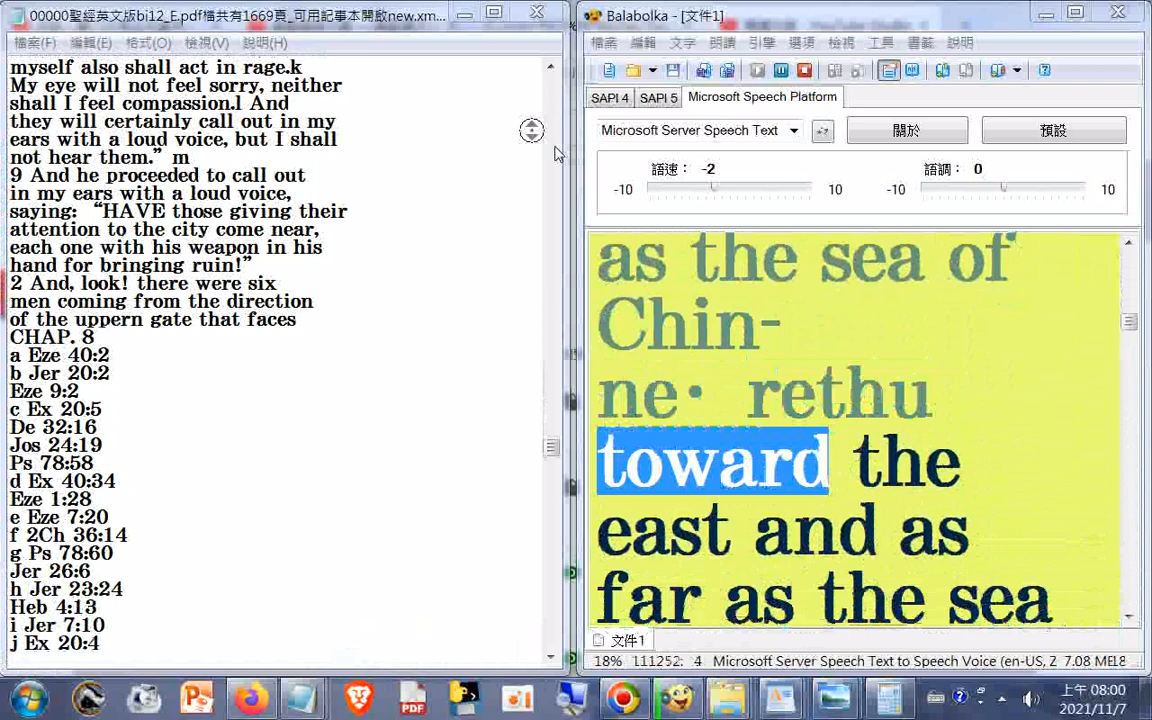 00000聖經英文版bi12_E.pdf檔共有1669頁_可用記事本開啟new.xm...
檔案(F) 編輯(E) 格式(O) 檢視(V) 說明(H)
myself also shall act in rage.k
My eye will not feel sorry, neither
shall I feel compassion.l And
they will certainly call out in my
ears with a loud voice, but I shall
not hear them.” m
9 And he proceeded to call out
in my ears with a loud voice,
saying: “HAVE those giving their
attention to the city come near,
each one with his weapon in his
hand for bringing ruin!”
2 And, look! there were six
men coming from the direction
of the uppern gate that faces
CHAP. 8
a Eze 40:2
b Jer 20:2
Eze 9:2
c Ex 20:5
De 32:16
Jos 24:19
Ps 78:58
d Ex 40:34
Eze 1:28
e Eze 7:20
f 2Ch 36:14
g Ps 78:60
Jer 26:6
h Jer 23:24
Heb 4:13
i Jer 7:10
j Ex 20:4
Balabolka - [文件1]
檔案 編輯 文字 朗讀 引擎 選項 檢視 工具 書籤 說明
SAPI 4 SAPI 5 Microsoft Speech Platform
Microsoft Server Speech Text 關於 預設
語速： -2 語調： 0
-10 10 -10 10
as the sea of
Chin-
ne· rethu
toward the
east and as
far as the sea
文件1
18% 111252: 4 Microsoft Server Speech Text to Speech Voice (en-US, Z 7.08 MEL8
PDF
上午 08:00
2021/11/7